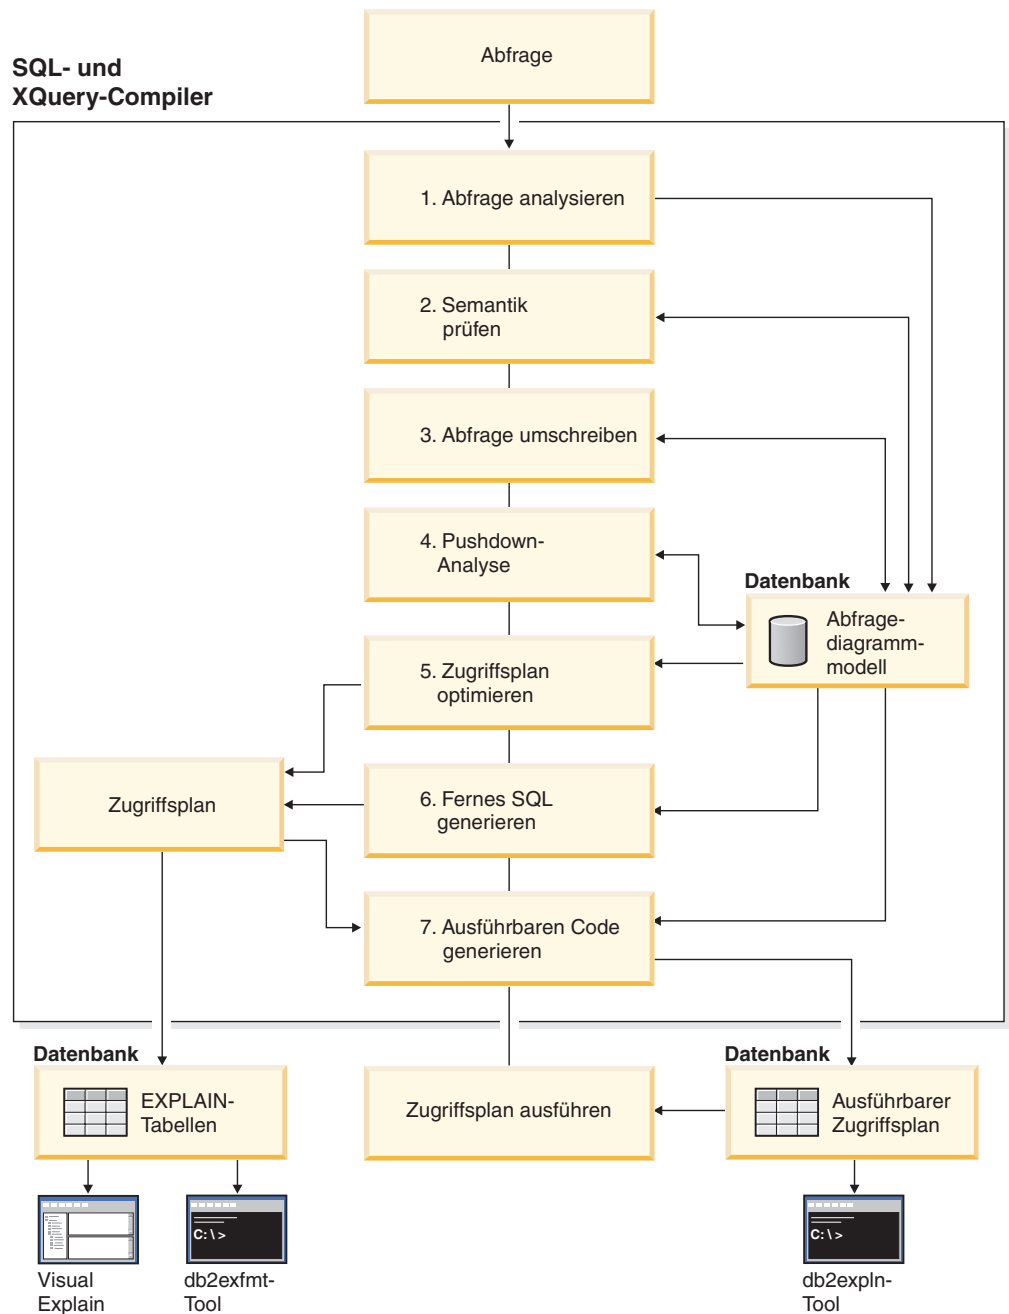 Abfrage
SQL- und
XQuery-Compiler
1. Abfrage analysieren
2. Semantik
prüfen
3. Abfrage umschreiben
4. Pushdown-
Analyse
Datenbank
Abfrage-
diagramm-
modell
5. Zugriffsplan
optimieren
Zugriffsplan
6. Fernes SQL
generieren
7. Ausführbaren Code
generieren
Datenbank
EXPLAIN-
Tabellen
Zugriffsplan ausführen
Datenbank
Ausführbarer
Zugriffsplan
C:\>
C:\>
Visual
Explain
db2exfmt-
Tool
db2expln-
Tool